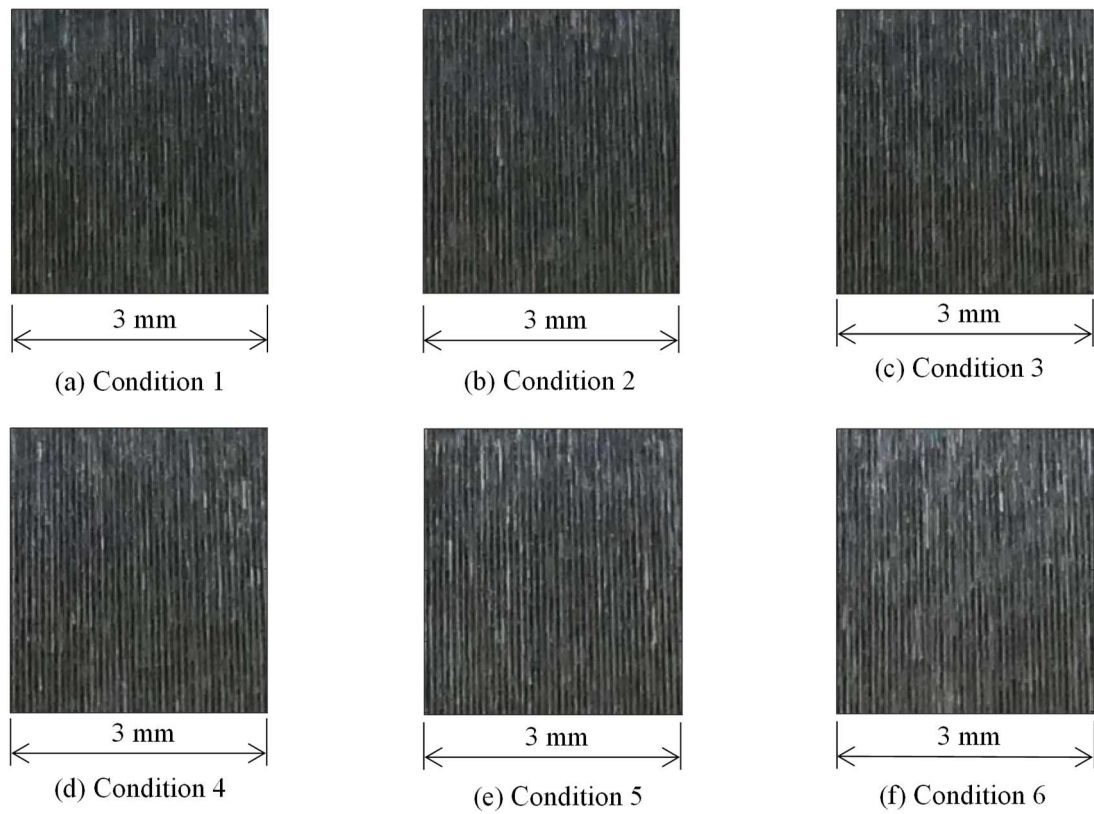 3 mm
3 mm
3 mm
(a) Condition 1
(b) Condition 2
(c) Condition 3
3 mm
3 mm
3 mm
(d) Condition 4
(e) Condition 5
(f) Condition 6